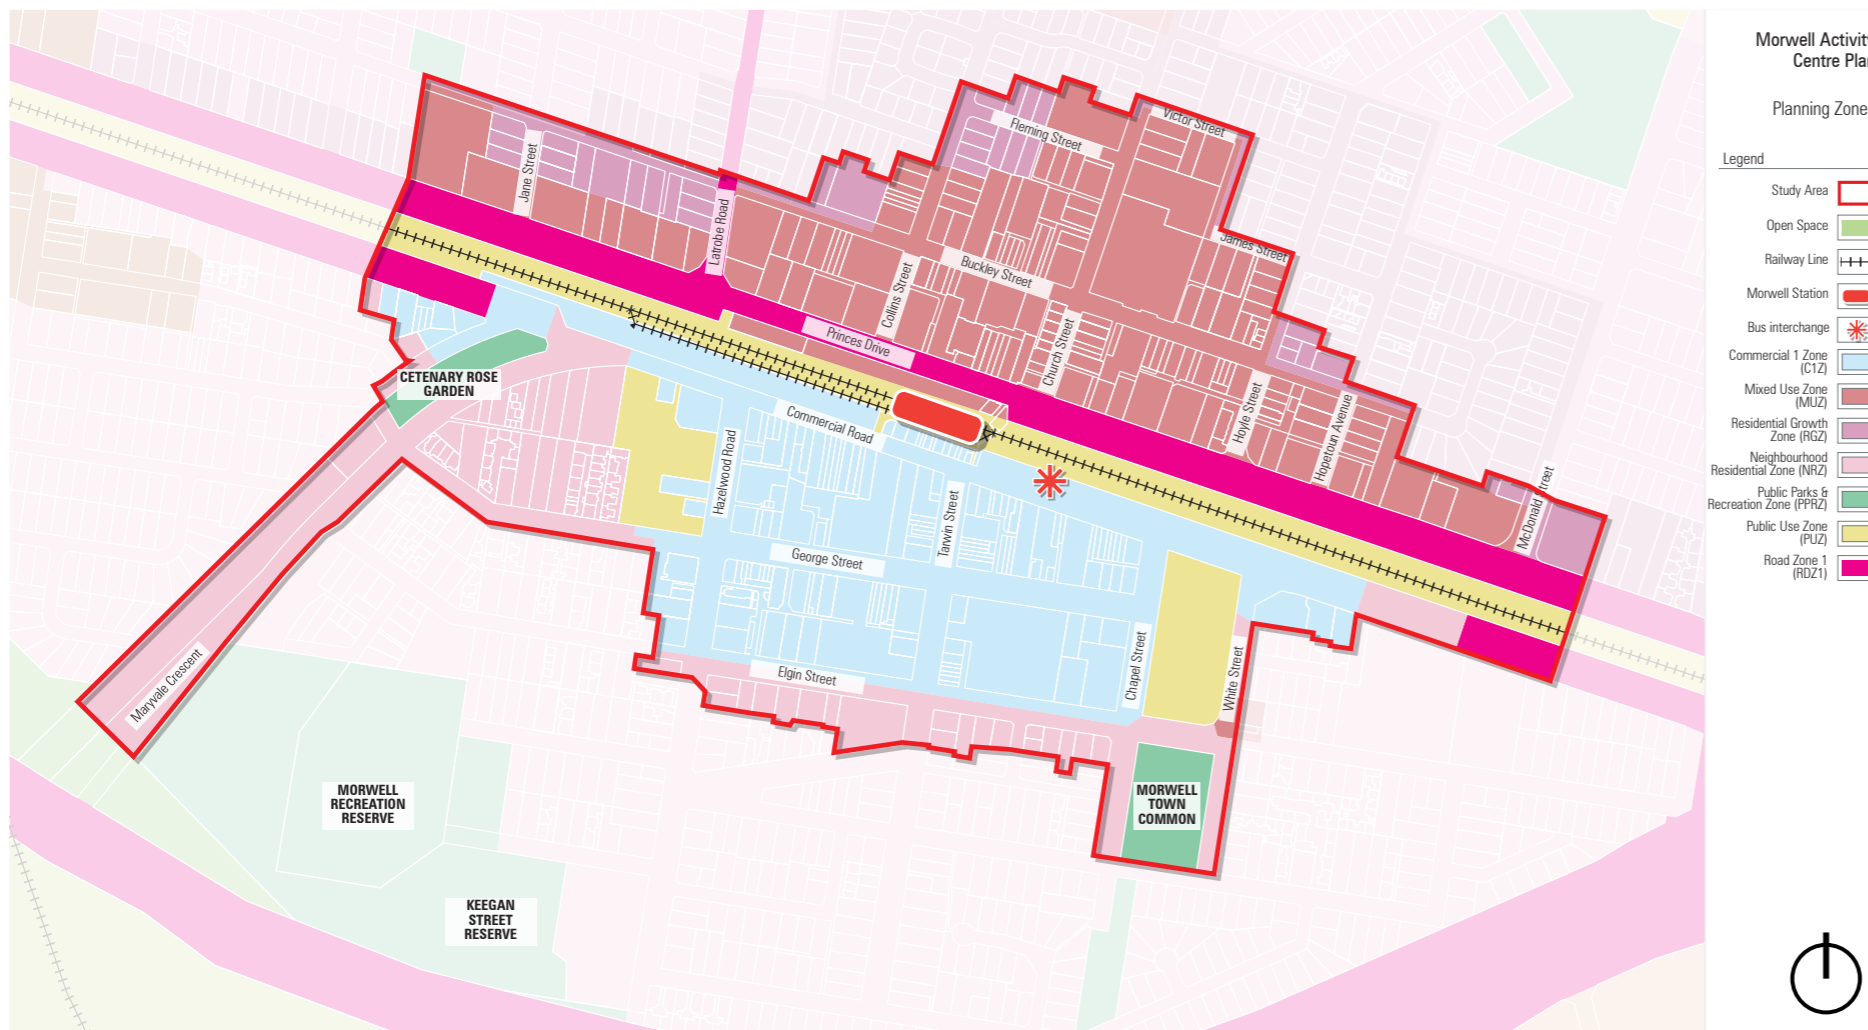 Morwell Activity
Centre Plan
Planning Zone
Legend
Study Area
Open Space
Railway Line
Morwell Station
Bus interchange
Commercial 1 Zone
(C1Z)
Mixed Use Zone
(MUZ)
Residential Growth
Zone (RGZ)
Neighbourhood
Residential Zone (NRZ)
Public Parks &
Recreation Zone (PPRZ)
Public Use Zone
(PUZ)
Road Zone 1
(RDZ1)
Victor Street
Fleming Street
Jane Street
Latrobe Road
James Street
Buckley Street
Collins Street
Princes Drive
Church Street
CETENARY ROSE
GARDEN
Commercial Road
Hoyle Street
Hopetoun Avenue
Hazelwood Road
McDonald Street
Tarwin Street
George Street
Chapel Street
White Street
Elgin Street
Maryvale Crescent
MORWELL
RECREATION
RESERVE
MORWELL
TOWN
COMMON
KEEGAN
STREET
RESERVE